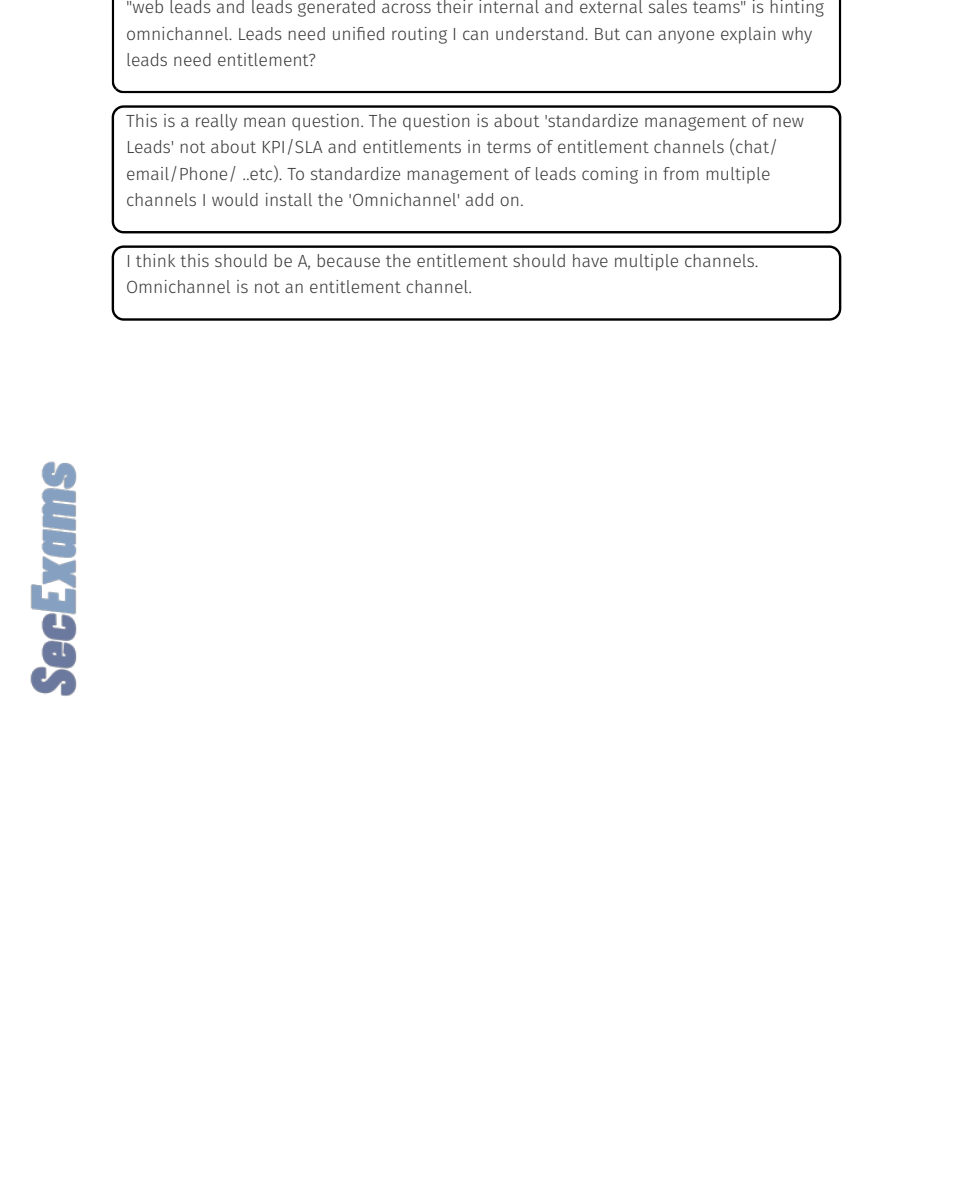 "web leads and leads generated across their internal and external sales teams" is hinting
omnichannel. Leads need unified routing I can understand. But can anyone explain why
leads need entitlement?
This is a really mean question. The question is about 'standardize management of new
Leads' not about KPI/SLA and entitlements in terms of entitlement channels (chat/
email/Phone/ ..etc). To standardize management of leads coming in from multiple
channels I would install the 'Omnichannel' add on.
I think this should be A, because the entitlement should have multiple channels.
Omnichannel is not an entitlement channel.
SecExams